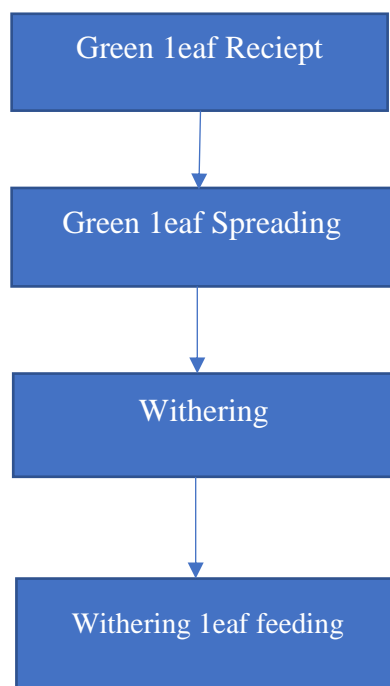 Green 1eaf Reciept
Green 1eaf Spreading
Withering
Withering 1eaf feeding